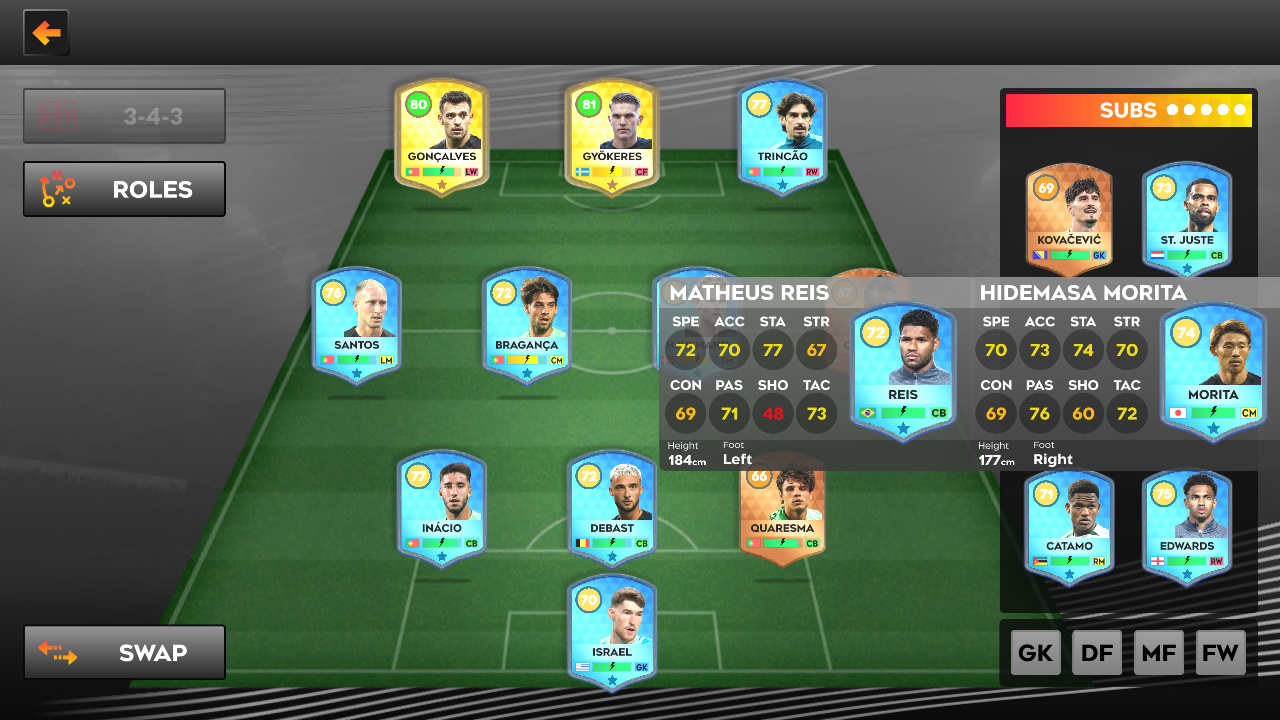 3-4-3
ROLES
80
GONÇALVES
LW
81
GYÖKERES
CF
77
TRINCÃO
RW
SUBS
69
KOVAČEVIĆ
GK
73
ST. JUSTE
CB
76
SANTOS
LM
72
BRAGANÇA
CM
67
MATHEUS REIS
SPE ACC STA STR
72 70 77 67
CON PAS SHO TAC
69 71 48 73
Height Foot
184cm Left
72
REIS
CB
HIDEMASA MORITA
SPE ACC STA STR
70 73 74 70
CON PAS SHO TAC
69 76 60 72
Height Foot
177cm Right
74
MORITA
CM
77
INÁCIO
CB
72
DEBAST
CB
66
QUARESMA
CB
71
CATAMO
RM
75
EDWARDS
RW
70
ISRAEL
GK
SWAP
GK DF MF FW